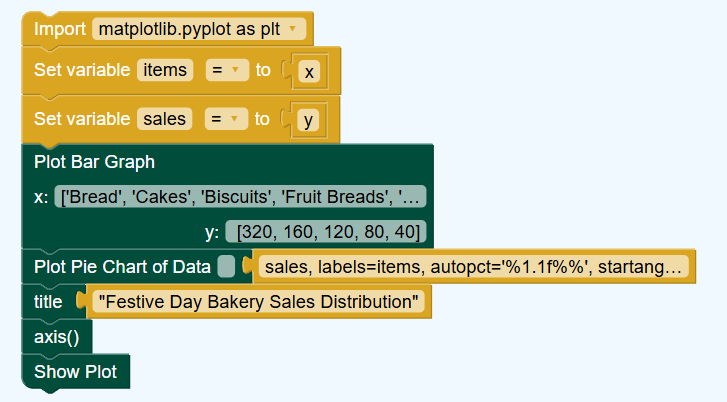 Import matplotlib.pyplot as plt
Set variable items = to x
Set variable sales = to y
Plot Bar Graph
x: ['Bread', 'Cakes', 'Biscuits', 'Fruit Breads', '...
y: [320, 160, 120, 80, 40]
Plot Pie Chart of Data sales, labels=items, autopct='%1.1f%%', startang...
title "Festive Day Bakery Sales Distribution"
axis()
Show Plot